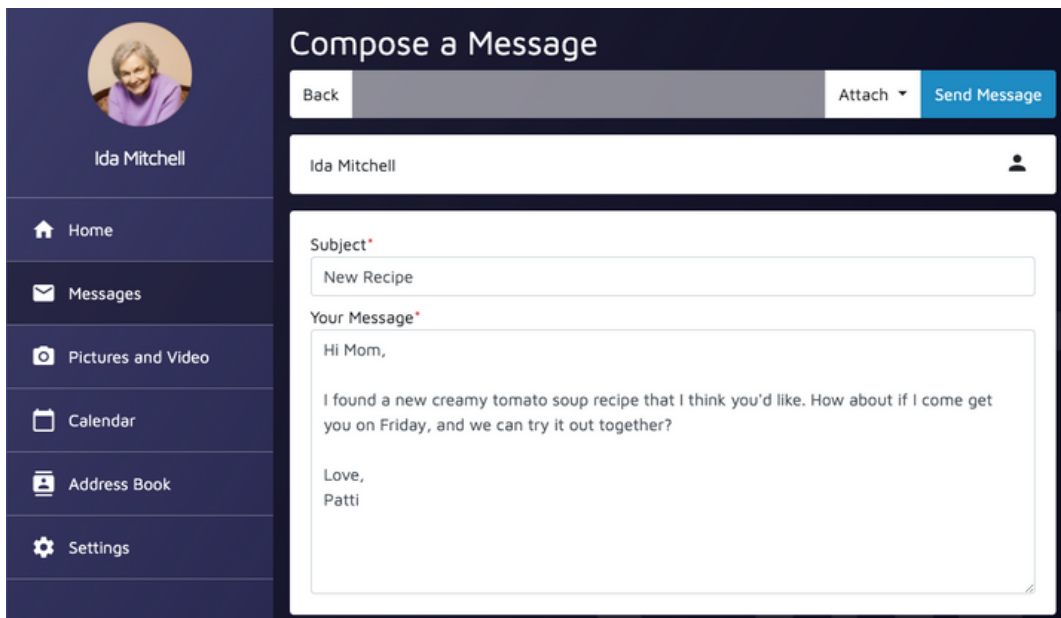 Ida Mitchell
Home
Messages
Pictures and Video
Calendar
Address Book
Settings
Compose a Message
Back
Attach
Send Message
Ida Mitchell
Subject*
New Recipe
Your Message*
Hi Mom,
I found a new creamy tomato soup recipe that I think you'd like. How about if I come get
you on Friday, and we can try it out together?
Love,
Patti